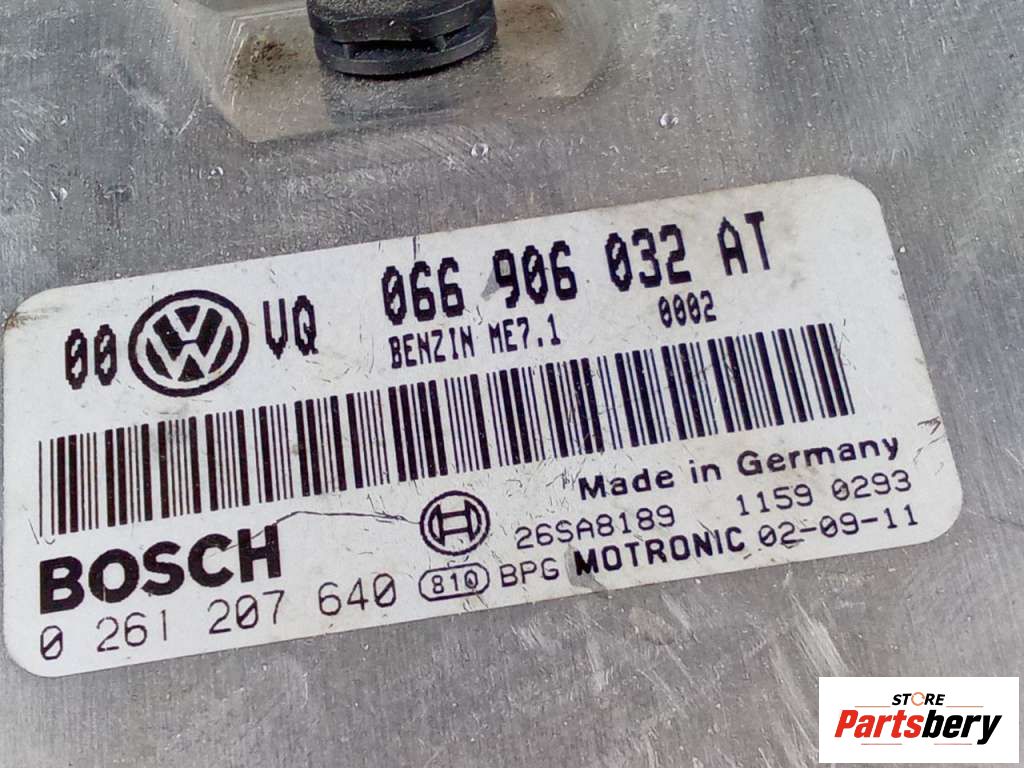 00 VQ 066 906 032 AT
BENZIN ME7.1 0002
Made in Germany
BOSCH 26SA8189 1159 0293
0 261 207 640 810 BPG MOTRONIC 02-09-11
STORE
Partsbery